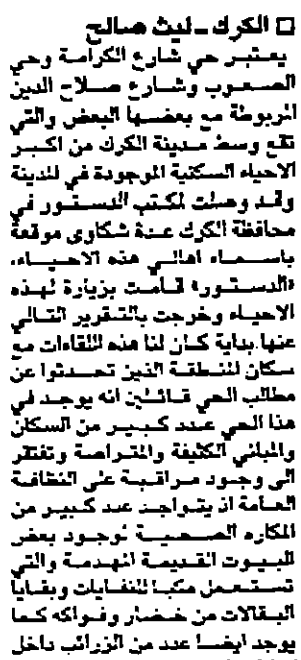 □ الكرك ـ ليث صالح
يعتبر حي شارع الكرامة وحي
الصعوب وشارع صلاح الدين
المربوطة مع بعضها البعض والتي
تقع وسط مدينة الكرك من اكبر
الاحياء السكنية الموجودة في المدينة
وقد وصلت لمكتب الدستور في
محافظة الكرك عدة شكاوى موقعة
باسماء اهالي هذه الاحياء،
«الدستور» قامت بزيارة لهذه
الاحياء وخرجت بالتقرير التالي
عنها بداية كان لنا هذه اللقاءات مع
سكان المنطقة الذين تحدثوا عن
مطالب الحي قائلين انه يوجد في
هذا الحي عدد كبير من السكان
والمباني الكثيفة والمتراصة وتفتقر
الى وجود مراقبة على النظافة
العامة اذ يتواجد عدد كبير من
المكاره الصحية لوجود بعض
البيوت القديمة المهدمة والتي
تستعمل مكبا للنفايات وبقايا
البقالات من خضار وفواكه كما
يوجد ايضا عدد من الزرائب داخل